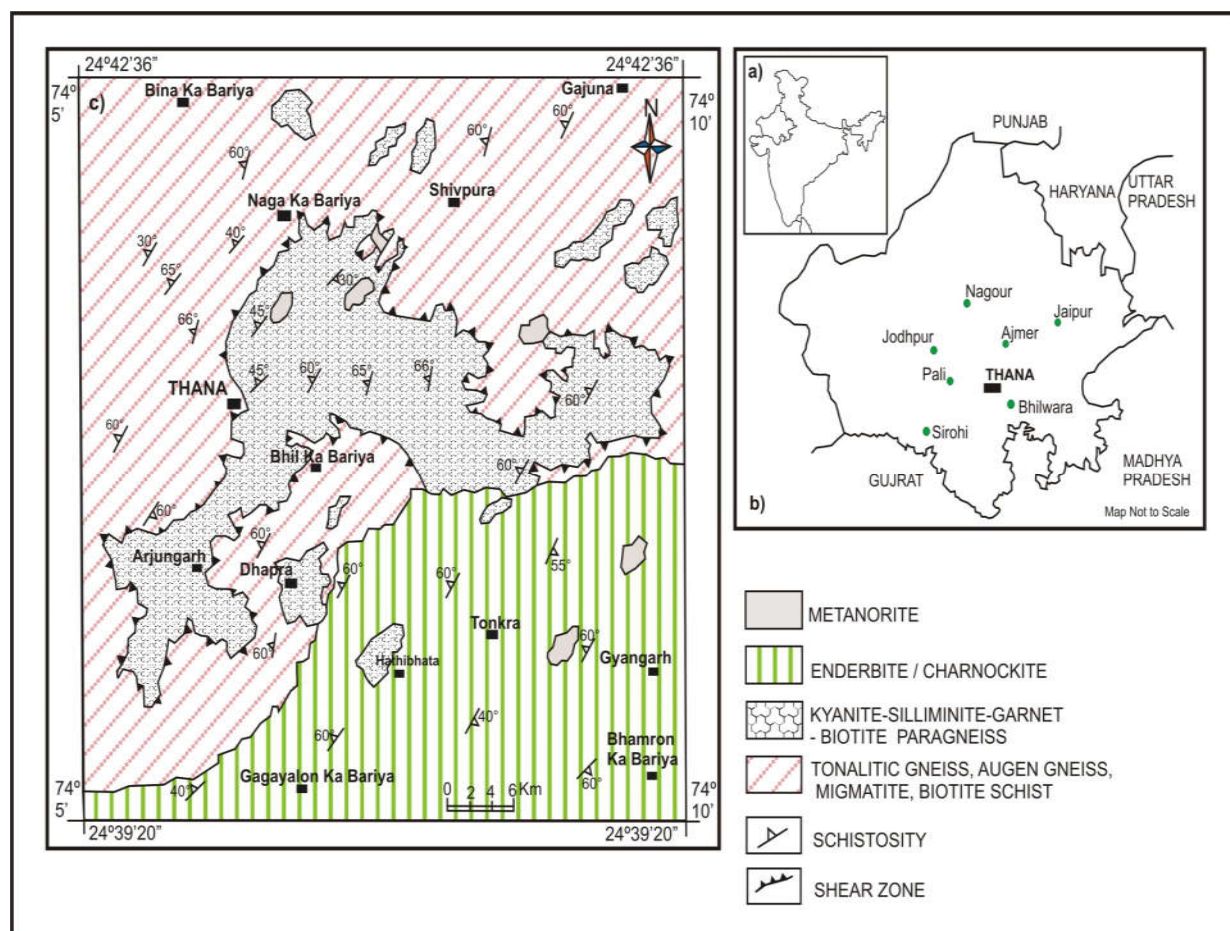 24º42'36"
24º42'36"
74º
5'
74º
10'
c)
Bina Ka Bariya
Gajuna
N
60°
60°
60°
Shivpura
Naga Ka Bariya
30°
40°
65°
30°
66°
45°
45°
60°
65°
66°
60°
THANA
60°
Bhil Ka Bariya
60°
60°
60°
Arjungarh
Dhapra
60°
60°
55°
60°
Tonkra
60°
Hathibhata
Gyangarh
60°
40°
Bhamron
Ka Bariya
60°
Gagayalon Ka Bariya
40°
0 2 4 6 Km
74º
5'
74º
10'
24º39'20"
24º39'20"
a)
PUNJAB
HARYANA
UTTAR
PRADESH
Nagour
Jaipur
Jodhpur
Ajmer
Pali
THANA
Bhilwara
Sirohi
GUJRAT
MADHYA
PRADESH
b)
Map Not to Scale
METANORITE
ENDERBITE / CHARNOCKITE
KYANITE-SILLIMINITE-GARNET
- BIOTITE PARAGNEISS
TONALITIC GNEISS, AUGEN GNEISS,
MIGMATITE, BIOTITE SCHIST
SCHISTOSITY
SHEAR ZONE